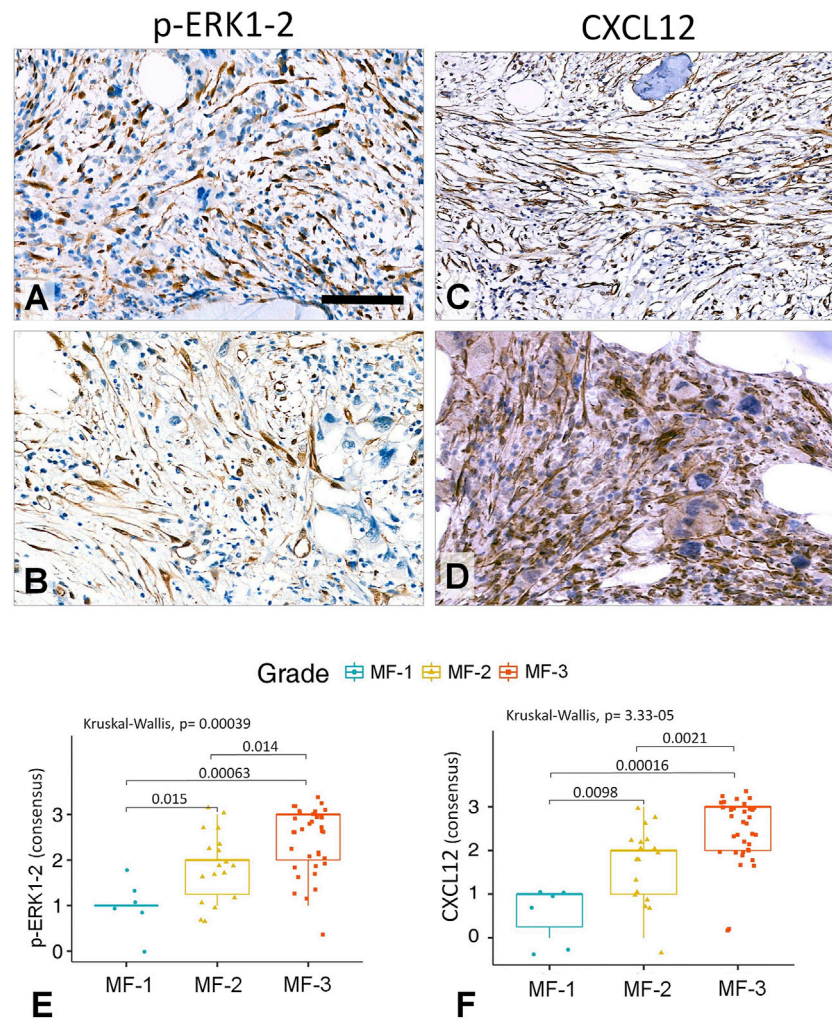 p-ERK1-2
CXCL12
A
C
B
D
Grade MF-1 MF-2 MF-3
Kruskal-Wallis, p= 0.00039
0.014
0.00063
0.015
p-ERK1-2 (consensus)
3
2
1
0
MF-1 MF-2 MF-3
E
Kruskal-Wallis, p= 3.33-05
0.0021
0.00016
0.0098
CXCL12 (consensus)
3
2
1
0
MF-1 MF-2 MF-3
F